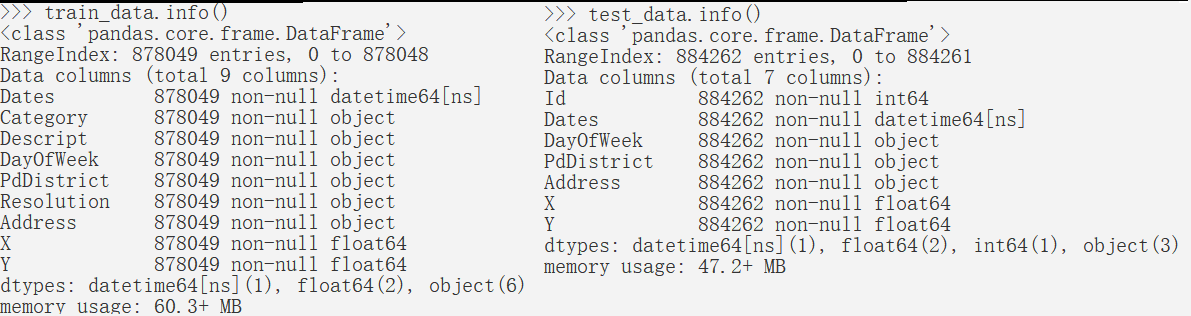 >>> train_data.info()
<class 'pandas.core.frame.DataFrame'>
RangeIndex: 878049 entries, 0 to 878048
Data columns (total 9 columns):
Dates 878049 non-null datetime64[ns]
Category 878049 non-null object
Descript 878049 non-null object
DayOfWeek 878049 non-null object
PdDistrict 878049 non-null object
Resolution 878049 non-null object
Address 878049 non-null object
X 878049 non-null float64
Y 878049 non-null float64
dtypes: datetime64[ns](1), float64(2), object(6)
memory usage: 60.3+ MB
>>> test_data.info()
<class 'pandas.core.frame.DataFrame'>
RangeIndex: 884262 entries, 0 to 884261
Data columns (total 7 columns):
Id 884262 non-null int64
Dates 884262 non-null datetime64[ns]
DayOfWeek 884262 non-null object
PdDistrict 884262 non-null object
Address 884262 non-null object
X 884262 non-null float64
Y 884262 non-null float64
dtypes: datetime64[ns](1), float64(2), int64(1), object(3)
memory usage: 47.2+ MB